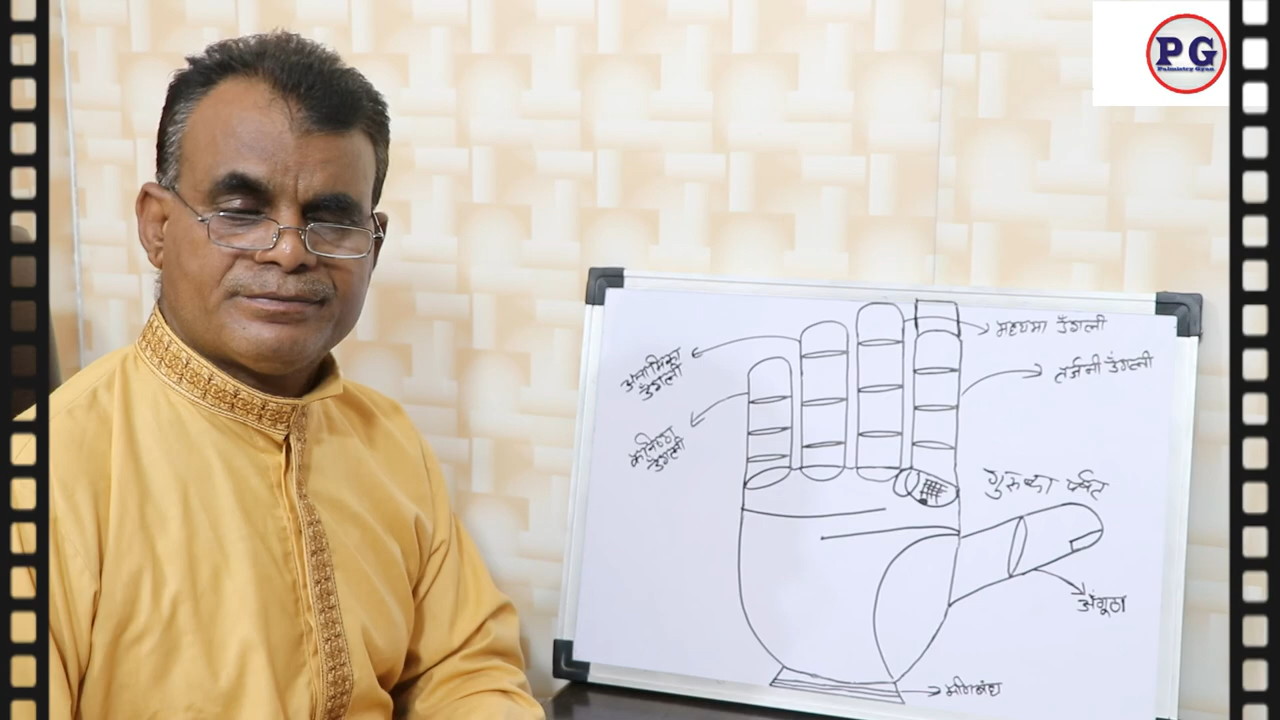 PG
Palmistry Gyan
मध्यमा उँगली
तर्जनी उँगली
अनामिका
उँगली
कनिष्ठा
उँगली
गुरु का पर्वत
अँगूठा
मणिबंध